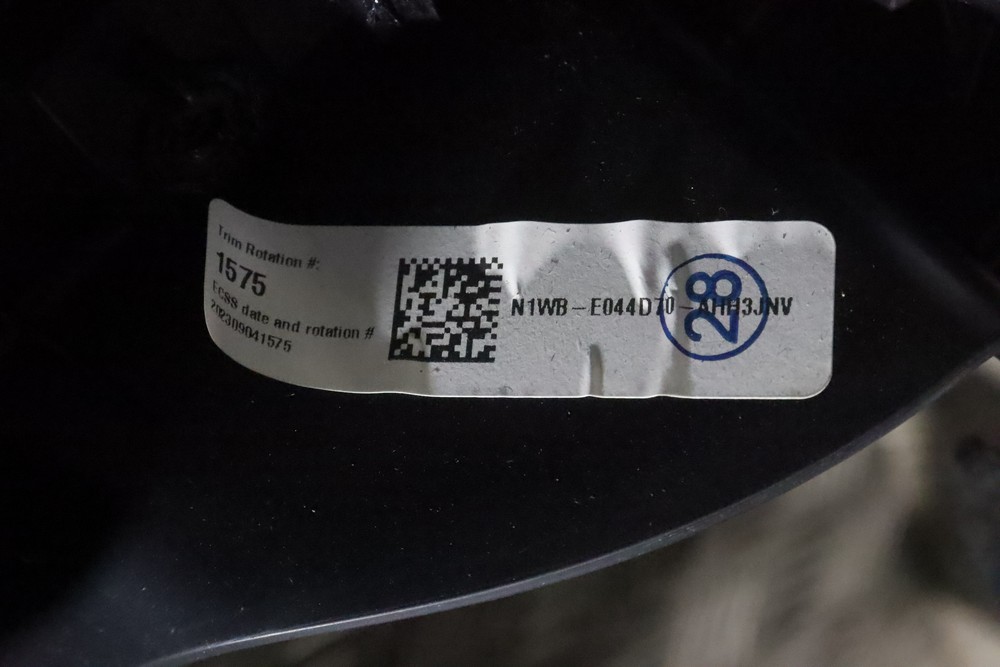 Trim Rotation #:
1575
ECSS date and rotation #
202309041575
N1WB-E044D70-AHH3JNV
28